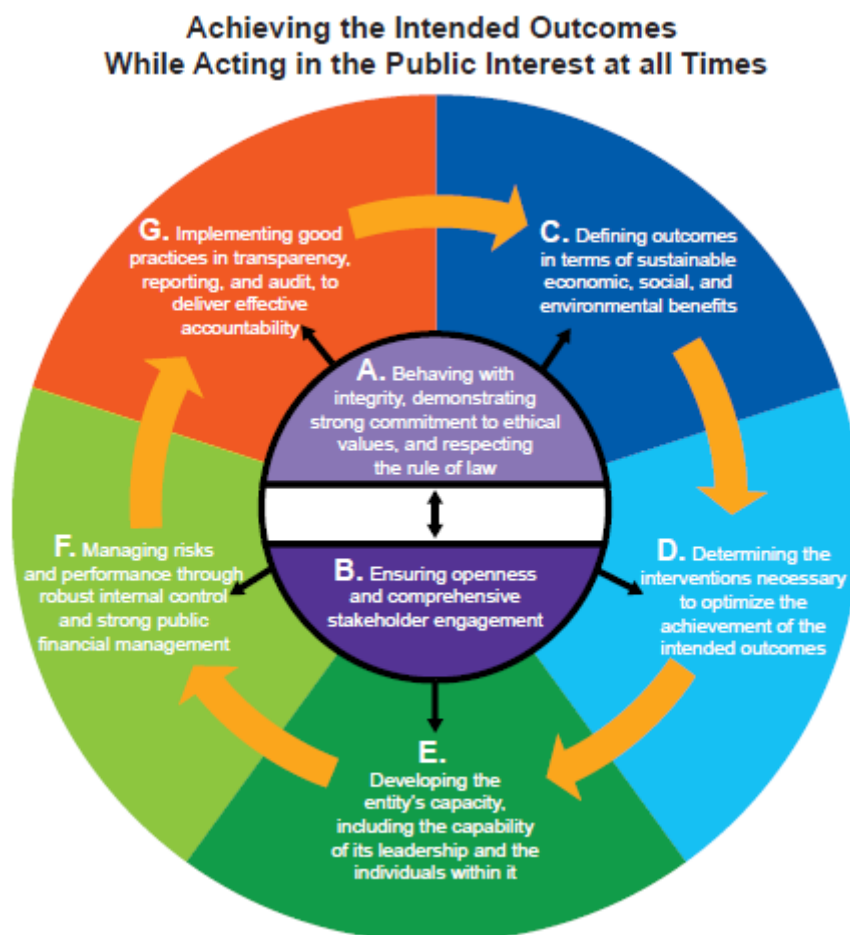 Achieving the Intended Outcomes
While Acting in the Public Interest at all Times
G. Implementing good
practices in transparency,
reporting, and audit, to
deliver effective
accountability
C. Defining outcomes
in terms of sustainable
economic, social, and
environmental benefits
A. Behaving with
integrity, demonstrating
strong commitment to ethical
values, and respecting
the rule of law
B. Ensuring openness
and comprehensive
stakeholder engagement
D. Determining the
interventions necessary
to optimize the
achievement of the
intended outcomes
E.
Developing the
entity's capacity,
including the capability
of its leadership and the
individuals within it
F. Managing risks
and performance through
robust internal control
and strong public
financial management